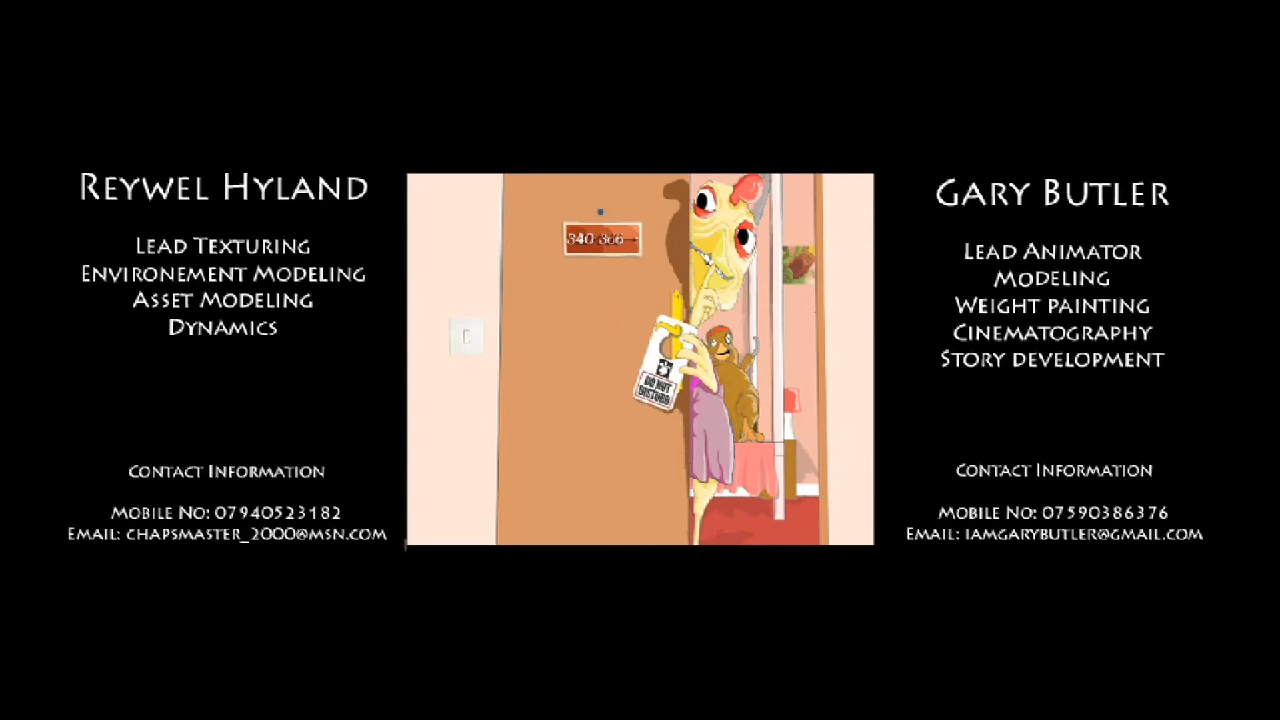 Reywel Hyland
Lead Texturing
Environement Modeling
Asset Modeling
Dynamics
Contact Information
Mobile No: 07940523182
Email: chapsmaster_2000@msn.com
340-366
DO NOT
DISTURB
Gary Butler
Lead Animator
Modeling
Weight painting
Cinematography
Story development
Contact Information
Mobile No: 07590386376
Email: iamgarybutler@gmail.com